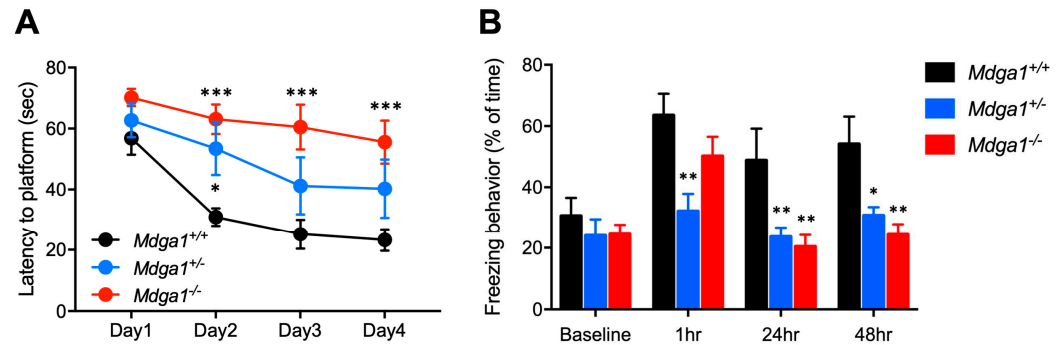 A
Latency to platform (sec)
80
60
40
20
0
***
***
***
*
Mdga1+/+
Mdga1+/-
Mdga1-/-
Day1
Day2
Day3
Day4
B
Freezing behavior (% of time)
80
60
40
20
0
**
**
**
*
**
Baseline
1hr
24hr
48hr
Mdga1+/+
Mdga1+/-
Mdga1-/-